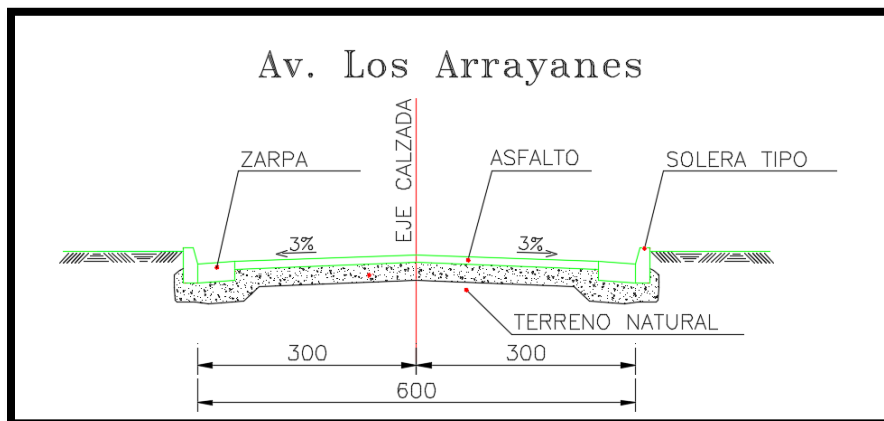 Av. Los Arrayanes
EJE CALZADA
ZARPA
ASFALTO
SOLERA TIPO
3%
3%
TERRENO NATURAL
300
300
600